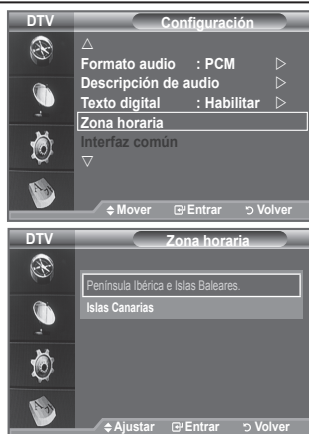 DTV Configuración
△
Formato audio : PCM ▷
Descripción de audio ▷
Texto digital : Habilitar ▷
Zona horaria
Interfaz común
▽
Mover Entrar Volver
DTV Zona horaria
Península Ibérica e Islas Baleares.
Islas Canarias
Ajustar Entrar Volver